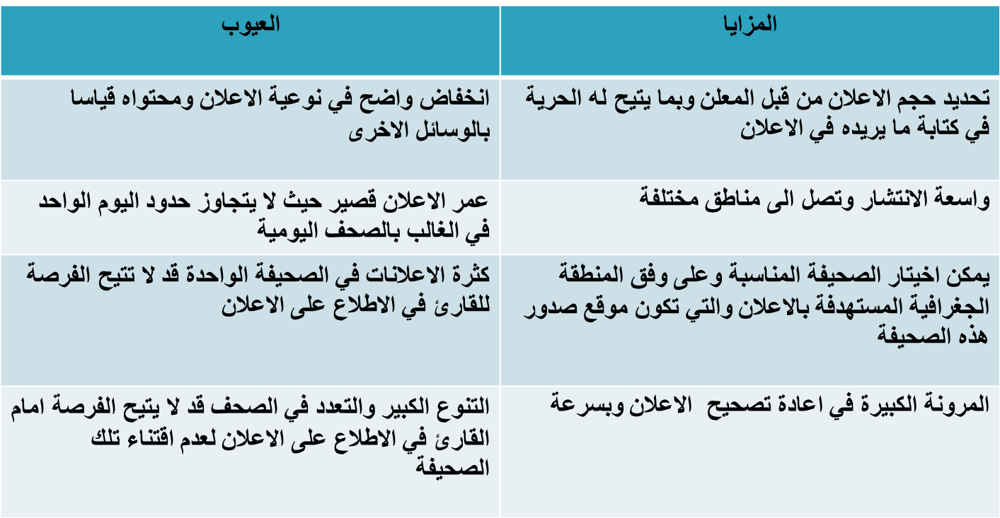 المزايا
العيوب
تحديد حجم الاعلان من قبل المعلن وبما يتيح له الحرية
في كتابة ما يريده في الاعلان
انخفاض واضح في نوعية الاعلان ومحتواه قياسا
بالوسائل الاخرى
واسعة الانتشار وتصل الى مناطق مختلفة
عمر الاعلان قصير حيث لا يتجاوز حدود اليوم الواحد
في الغالب بالصحف اليومية
يمكن اخيتار الصحيفة المناسبة وعلى وفق المنطقة
الجغرافية المستهدفة بالاعلان والتي تكون موقع صدور
هذه الصحيفة
كثرة الاعلانات في الصحيفة الواحدة قد لا تتيح الفرصة
للقارئ في الاطلاع على الاعلان
المرونة الكبيرة في اعادة تصحيح الاعلان وبسرعة
التنوع الكبير والتعدد في الصحف قد لا يتيح الفرصة امام
القارئ في الاطلاع على الاعلان لعدم اقتناء تلك
الصحيفة